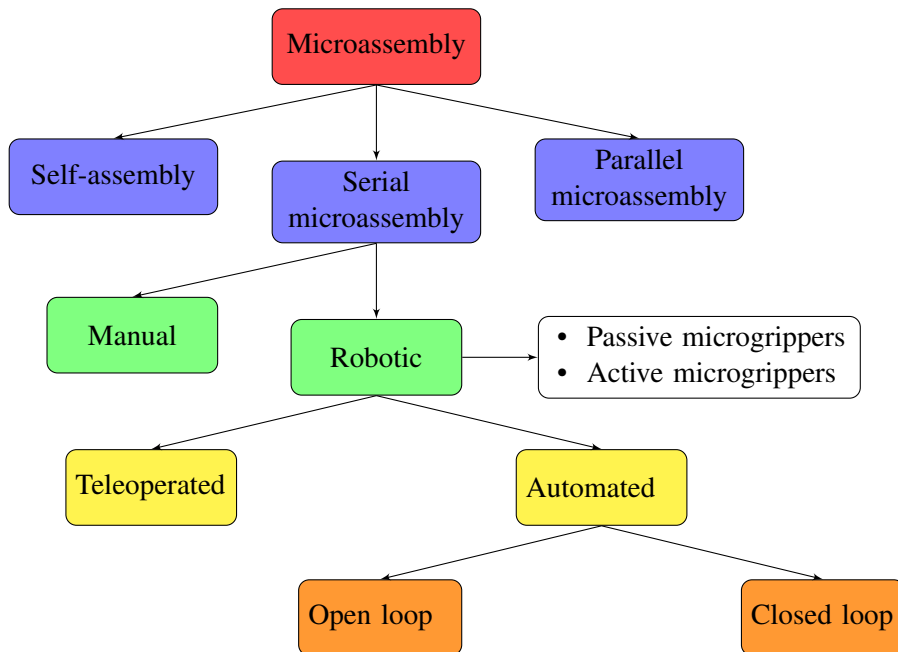 Microassembly
Self-assembly
Serial
microassembly
Parallel
microassembly
Manual
Robotic
• Passive microgrippers
• Active microgrippers
Teleoperated
Automated
Open loop
Closed loop